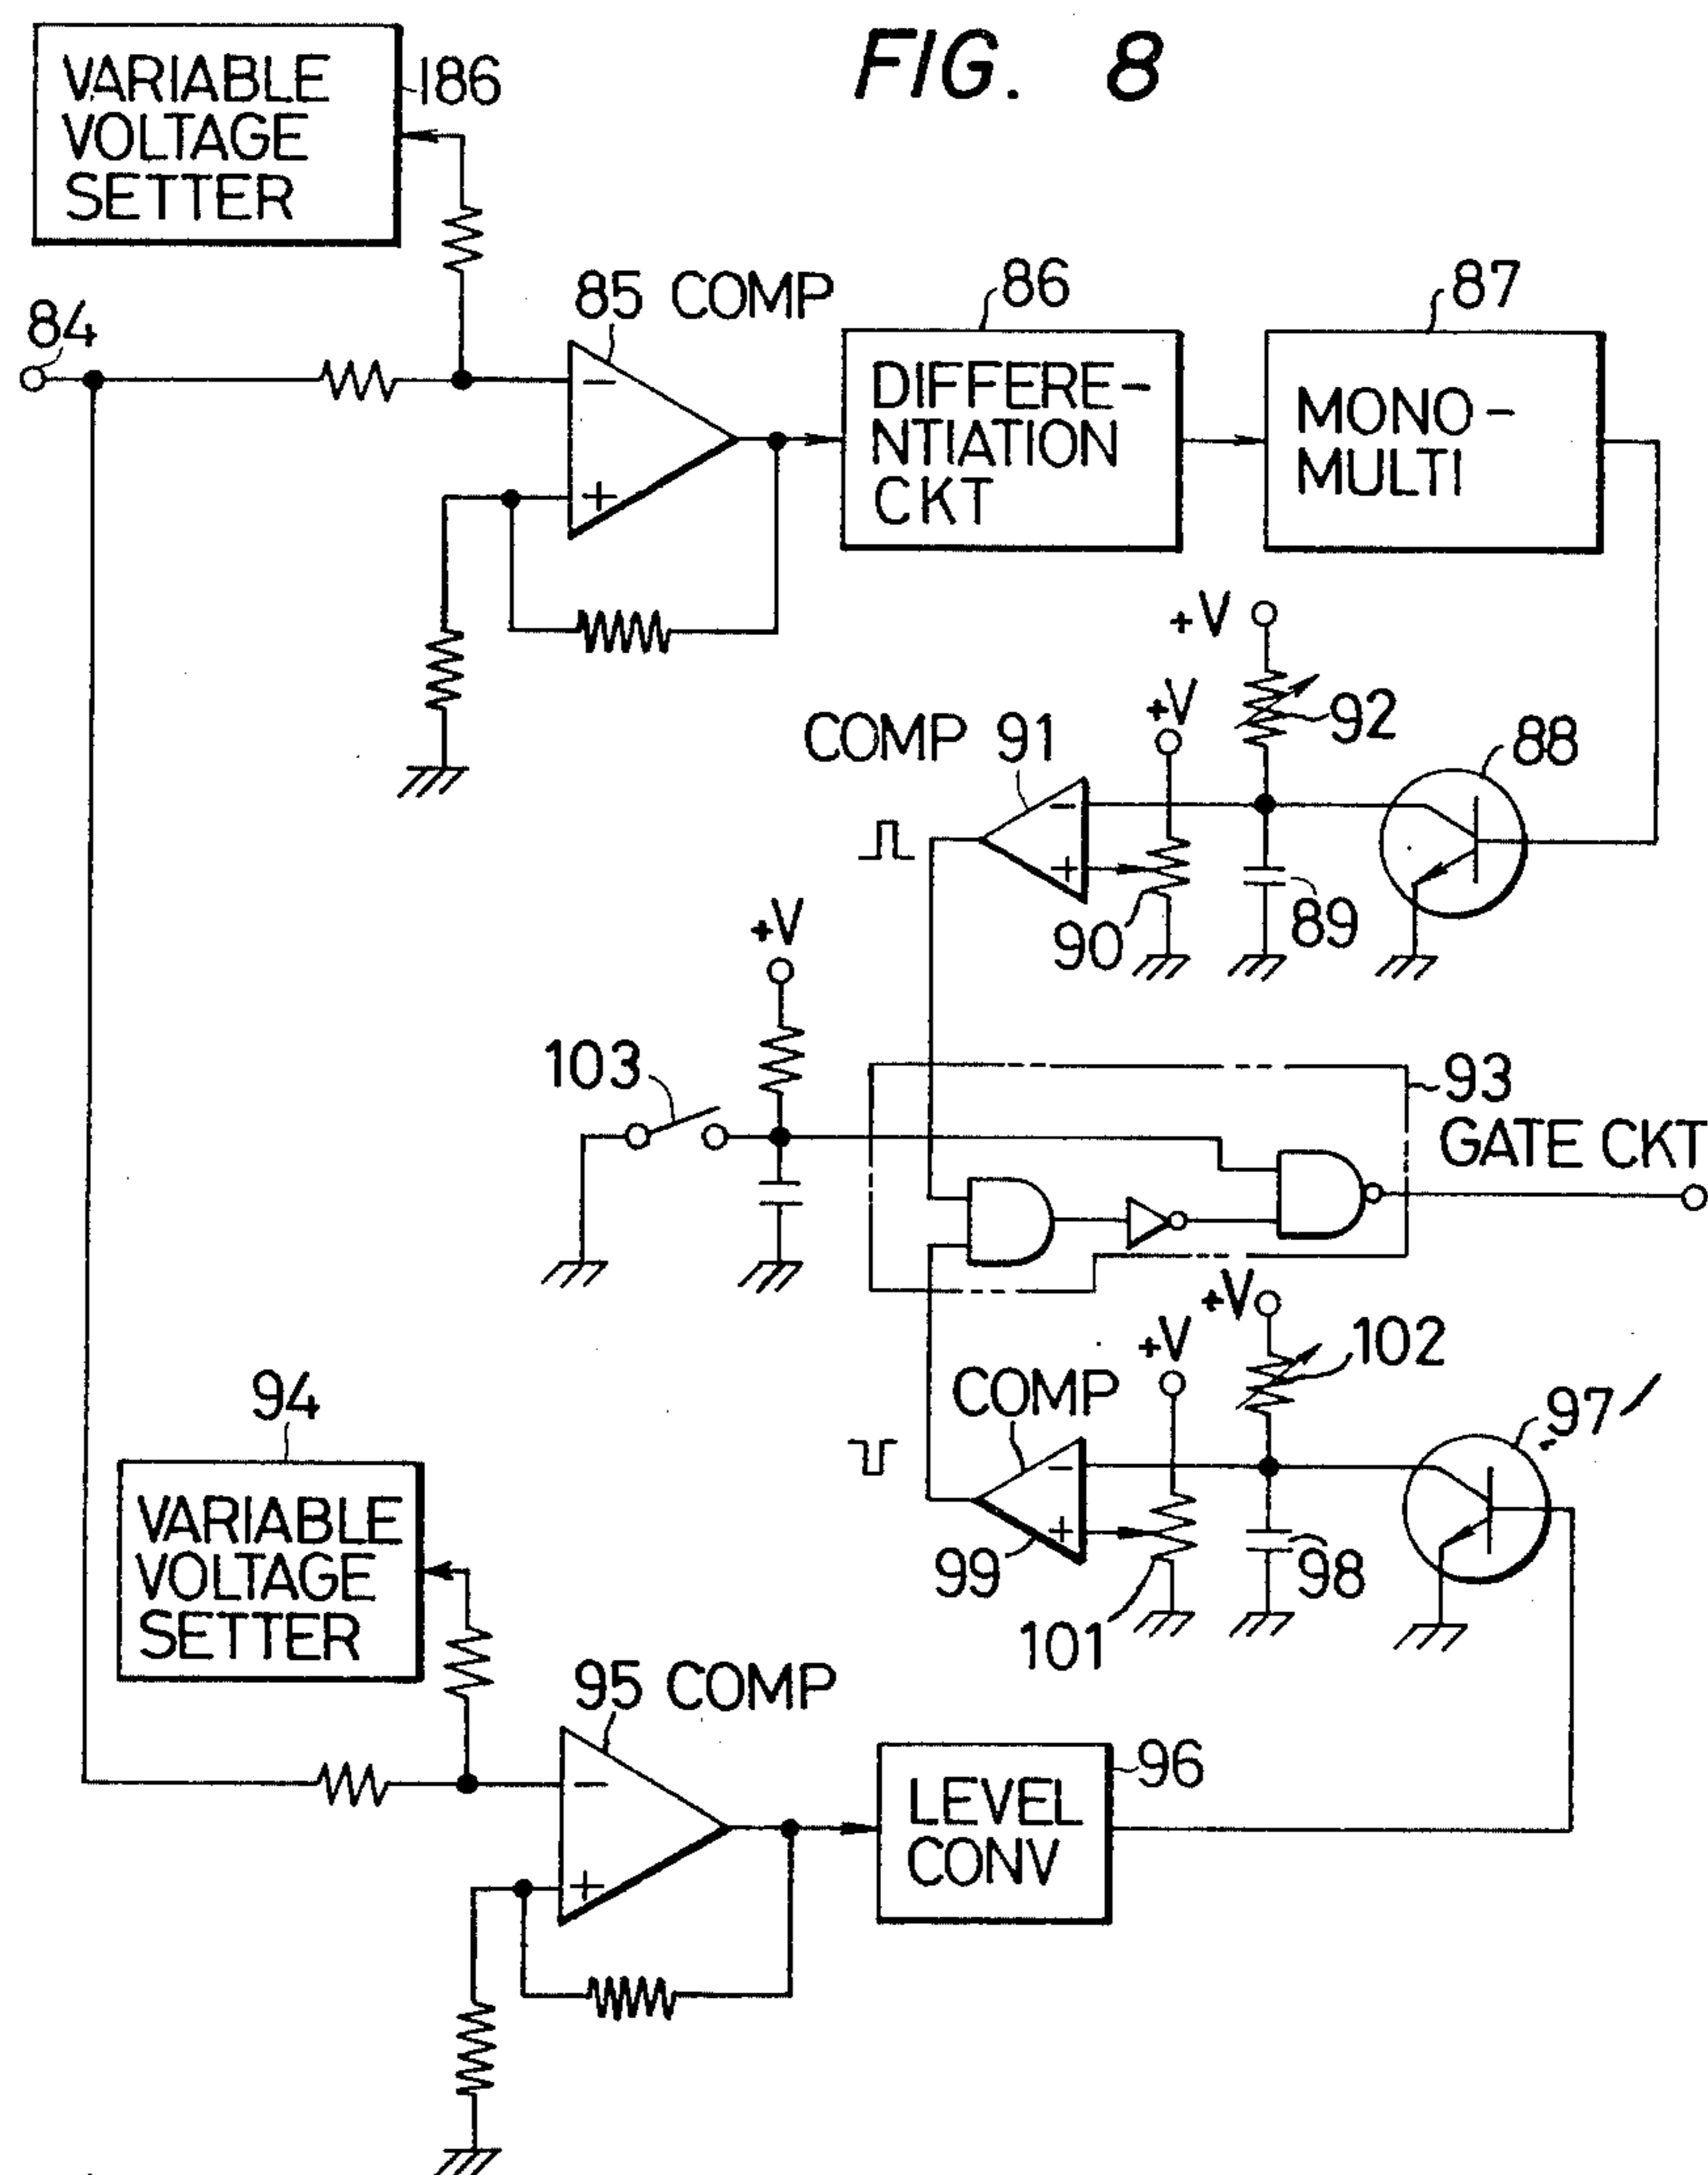 FIG. 8
VARIABLE
VOLTAGE
SETTER
186
84
85 COMP
86
DIFFERE-
NTIATION
CKT
87
MONO-
MULTI
+V
92
+V
COMP 91
88
-
+
-
+
90
89
+V
103
93
GATE CKT
+V
102
+V
COMP
97
-
+
99
98
101
94
VARIABLE
VOLTAGE
SETTER
95 COMP
-
+
96
LEVEL
CONV